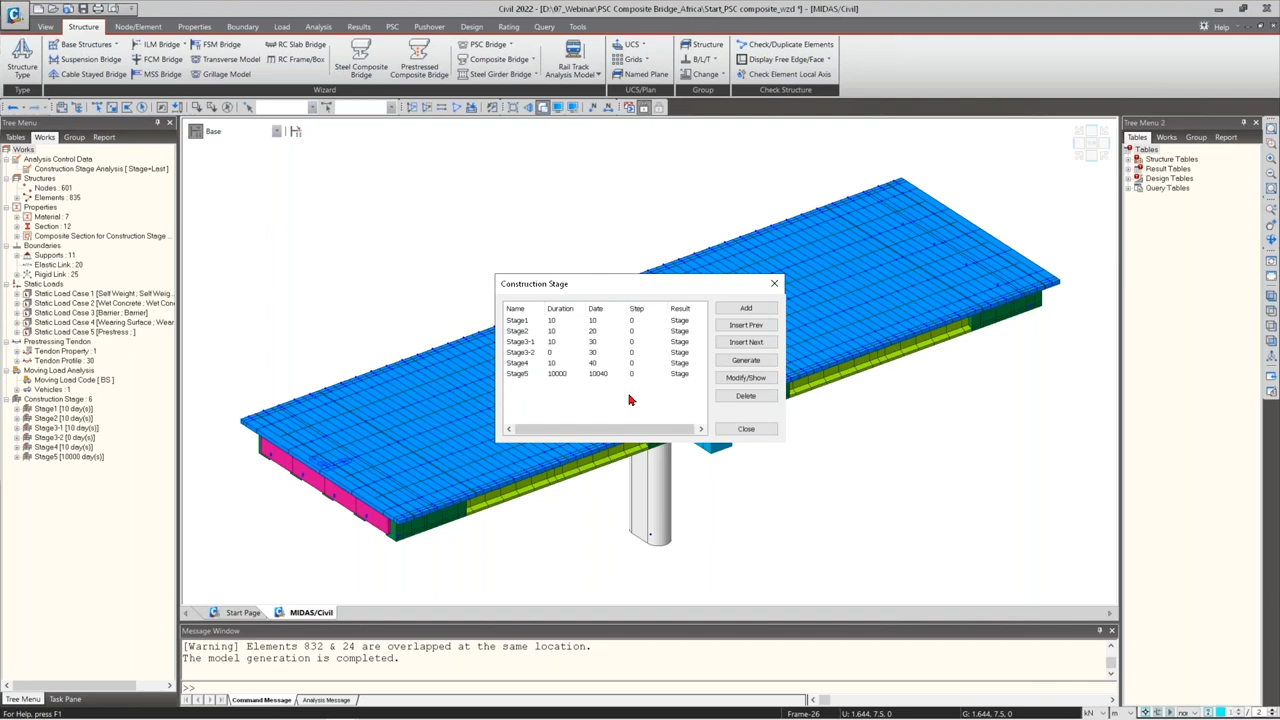 Civil 2022 - [D:\07_Webinar\PSC Composite Bridge_Africa\Start_PSC composite_wzd *] - [MIDAS/Civil]
View Structure Node/Element Properties Boundary Load Analysis Results PSC Pushover Design Rating Query Tools Help
Base Structures ILM Bridge FSM Bridge RC Slab Bridge PSC Bridge UCS Structure Check/Duplicate Elements
Suspension Bridge FCM Bridge Transverse Model RC Frame/Box Composite Bridge Grids B/L/T Display Free Edge/Face
Structure Type Cable Stayed Bridge MSS Bridge Grillage Model Steel Composite Bridge Prestressed Composite Bridge Steel Girder Bridge Rail Track Analysis Model Named Plane Change Check Element Local Axis
Type Wizard UCS/Plan Group Check Structure
Tree Menu
Tables Works Group Report
Works
Analysis Control Data
Construction Stage Analysis [ Stage=Last ]
Structures
Nodes : 601
Elements : 835
Properties
Material : 7
Section : 12
Composite Section for Construction Stage ...
Boundaries
Supports : 11
Elastic Link : 20
Rigid Link : 25
Static Loads
Static Load Case 1 [Self Weight ; Self Weig..
Static Load Case 2 [Wet Concrete ; Wet Con..
Static Load Case 3 [Barrier ; Barrier]
Static Load Case 4 [Wearing Surface ; Wear..
Static Load Case 5 [Prestress ; ]
Prestressing Tendon
Tendon Property : 1
Tendon Profile : 30
Moving Load Analysis
Moving Load Code [ BS ]
Vehicles : 1
Construction Stage : 6
Stage1 [10 day(s)]
Stage2 [10 day(s)]
Stage3-1 [10 day(s)]
Stage3-2 [0 day(s)]
Stage4 [10 day(s)]
Stage5 [10000 day(s)]
Tree Menu Task Pane
Base
Construction Stage
Name Duration Date Step Result
Stage1 10 10 0 Stage
Stage2 10 20 0 Stage
Stage3-1 10 30 0 Stage
Stage3-2 0 30 0 Stage
Stage4 10 40 0 Stage
Stage5 10000 10040 0 Stage
Add
Insert Prev
Insert Next
Generate
Modify/Show
Delete
Close
Tree Menu 2
Tables Works Group Report
Tables
Structure Tables
Result Tables
Design Tables
Query Tables
Start Page MIDAS/Civil
Message Window
[Warning] Elements 832 & 24 are overlapped at the same location.
The model generation is completed.
>>
Command Message Analysis Message
For Help, press F1 Frame-26 U: 1.644, 7.5, 0 G: 1.644, 7.5, 0 kN m nor 1 / 2